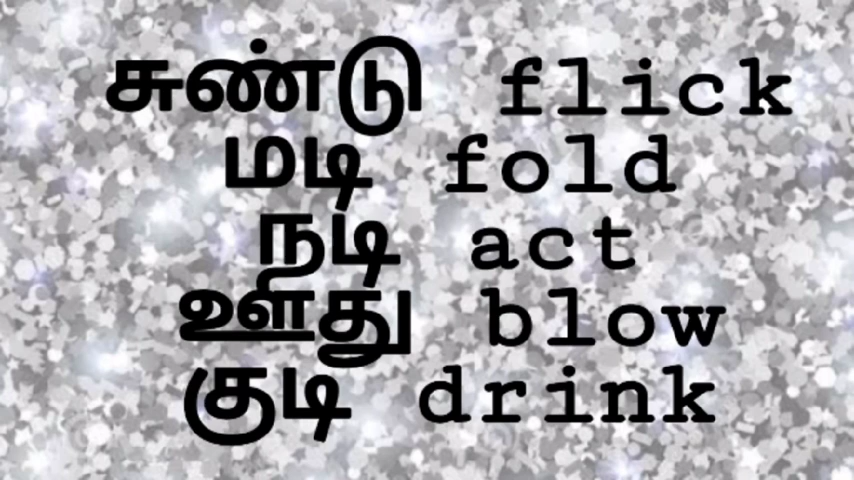 சுண்டு flick
மடி fold
நடி act
ஊது blow
குடி drink